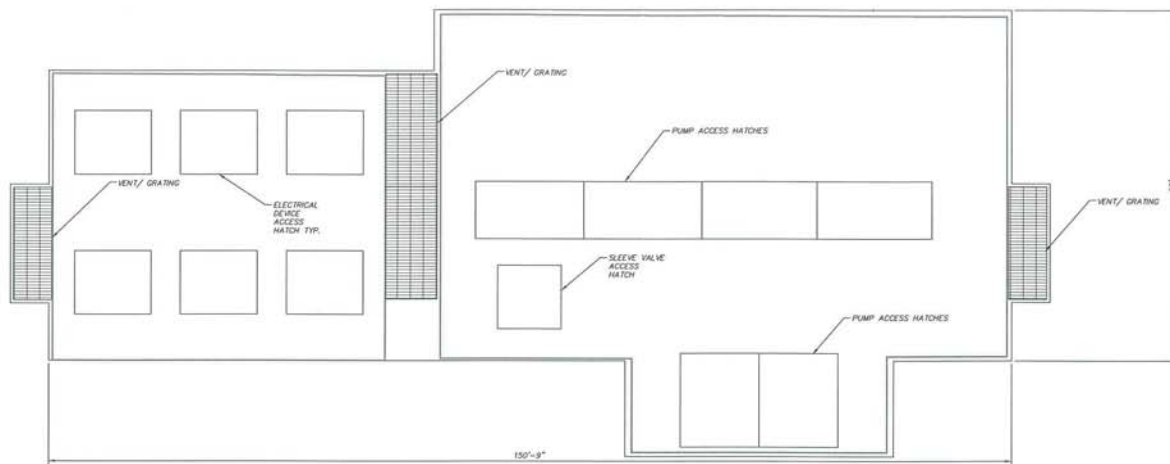 VENT/ GRATING
PUMP ACCESS HATCHES
VENT/ GRATING
ELECTRICAL
DEVICE
ACCESS
HATCH TYP.
VENT/ GRATING
SLEEVE VALVE
ACCESS
HATCH
PUMP ACCESS HATCHES
150'-9"